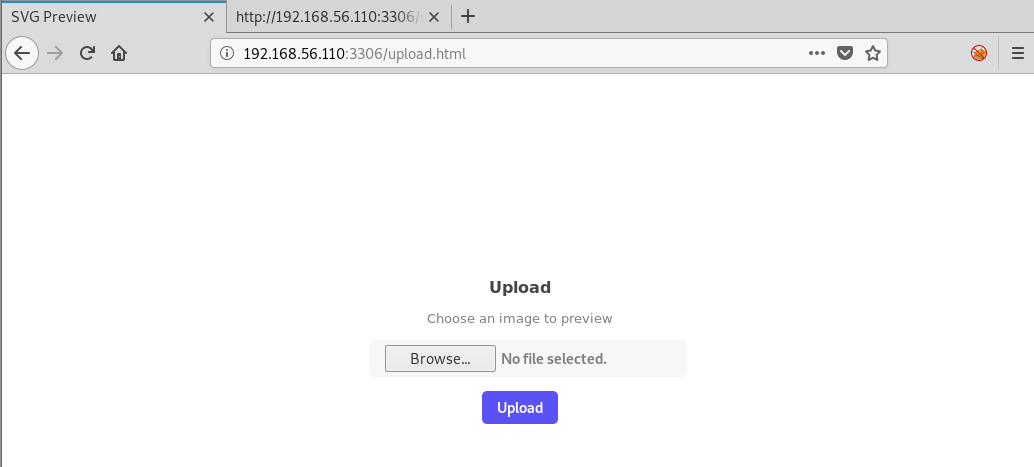 SVG Preview
http://192.168.56.110:3306/
192.168.56.110:3306/upload.html
Upload
Choose an image to preview
Browse... No file selected.
Upload